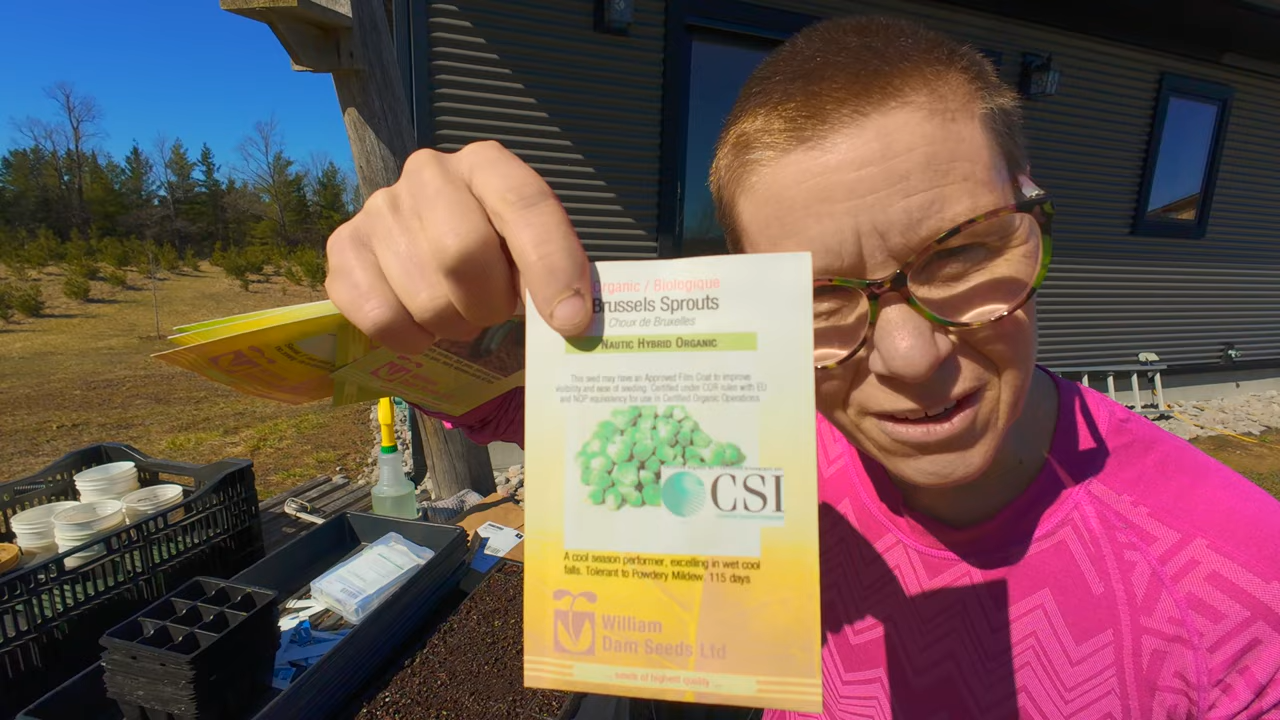 Organic / Biologique
Brussels Sprouts
Choux de Bruxelles
NAUTIC HYBRID ORGANIC
This seed may have an Approved Film Coat to improve
visibility and ease of seeding. Certified under COR rules with EU
and NOP equivalency for use in Certified Organic Operations
CSI
A cool season performer, excelling in wet cool
falls. Tolerant to Powdery Mildew. 115 days
William
Dam Seeds Ltd
... seeds of highest quality ...